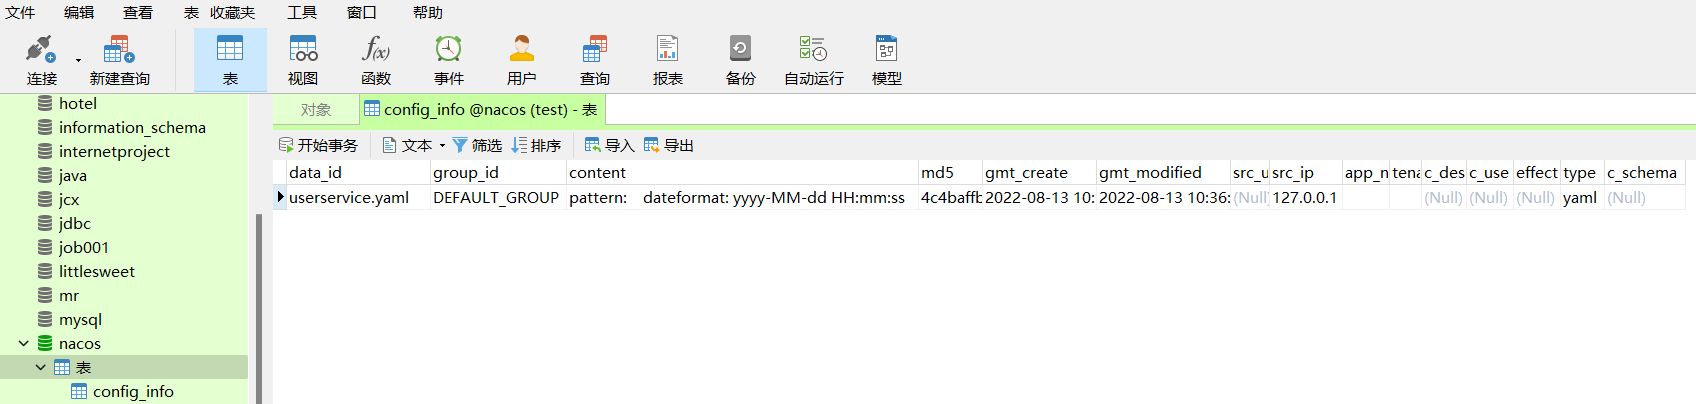 文件 编辑 查看 表 收藏夹 工具 窗口 帮助
连接 新建查询 表 视图 f(x) 函数 事件 用户 查询 报表 备份 自动运行 模型
hotel
information_schema
internetproject
java
jcx
jdbc
job001
littlesweet
mr
mysql
nacos
表
config_info
对象 config_info @nacos (test) - 表
开始事务 文本 筛选 排序 导入 导出
data_id group_id content md5 gmt_create gmt_modified src_u src_ip app_n tena c_des c_use effect type c_schema
userservice.yaml DEFAULT_GROUP pattern: dateformat: yyyy-MM-dd HH:mm:ss 4c4baffb 2022-08-13 10: 2022-08-13 10:36: (Null) 127.0.0.1 (Null) (Null) (Null) yaml (Null)